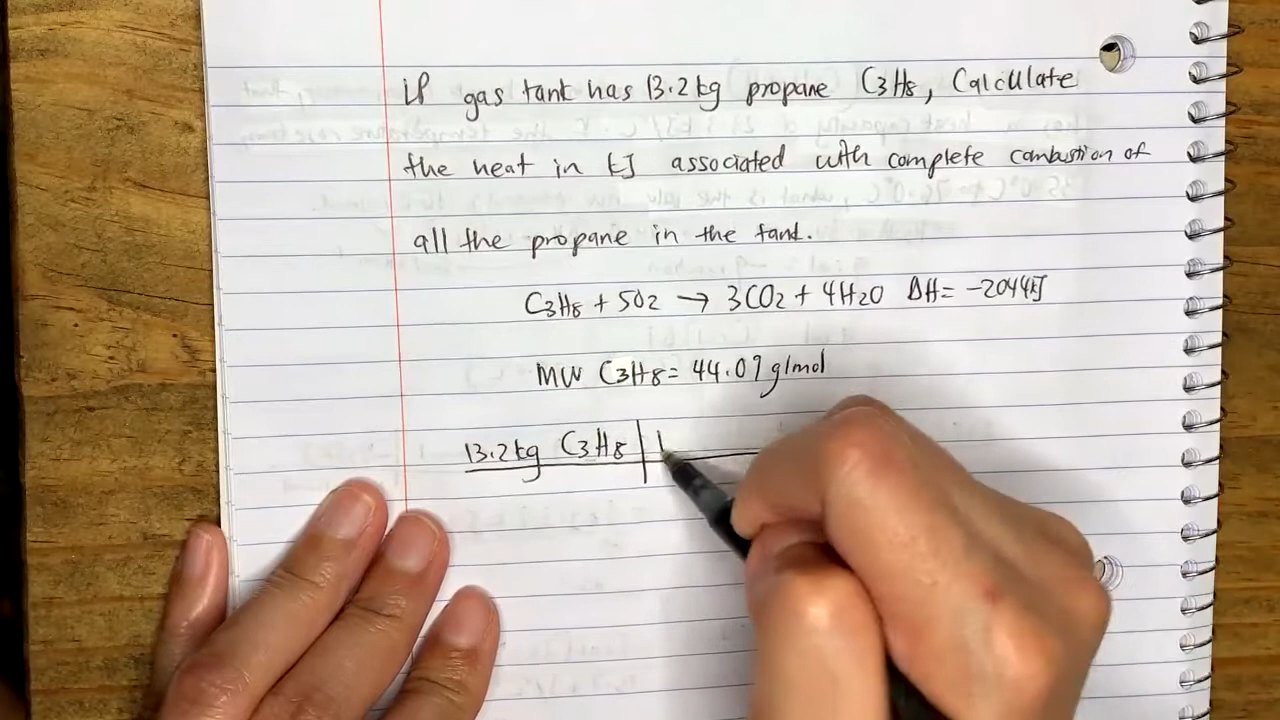 if gas tank has 13.2 kg propane C3H8, Calculate
the heat in kJ associated with complete combustion of
all the propane in the tank.
C3H8 + 5O2 → 3CO2 + 4H2O ΔH= -2044kJ
MW C3H8 = 44.09 g/mol
13.2 kg C3H8 | 1